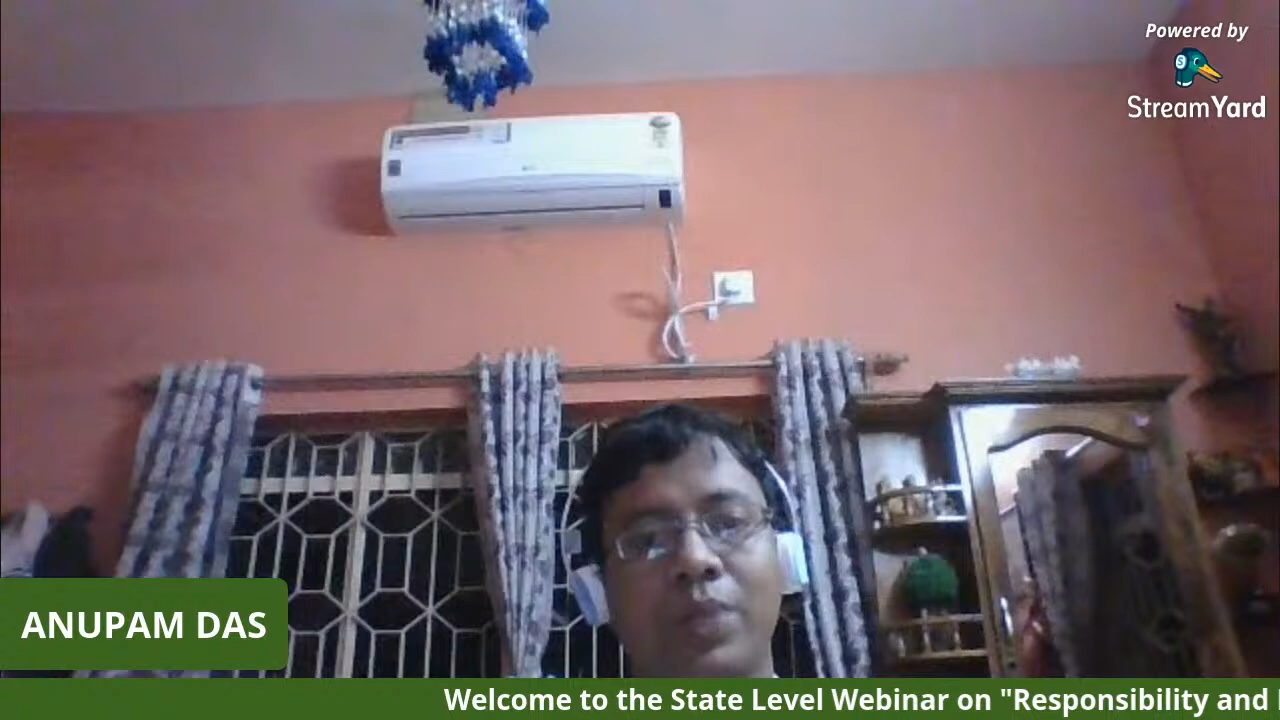 Powered by
StreamYard
ANUPAM DAS
Welcome to the State Level Webinar on "Responsibility and